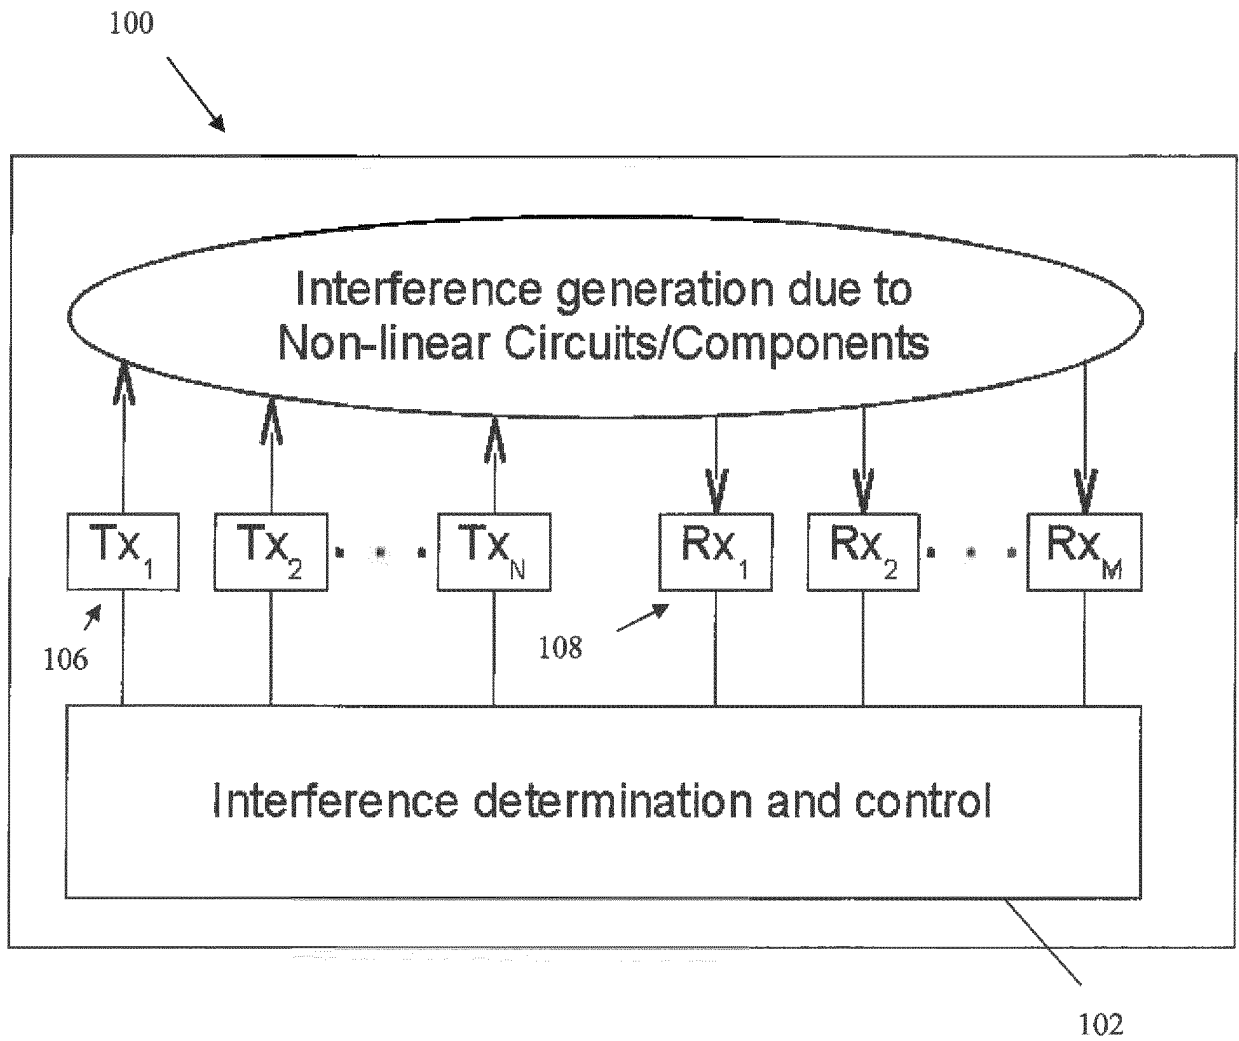 100
Interference generation due to
Non-linear Circuits/Components
Tx1 Tx2 . . . TxN Rx1 Rx2 . . . RxM
106 108
Interference determination and control
102